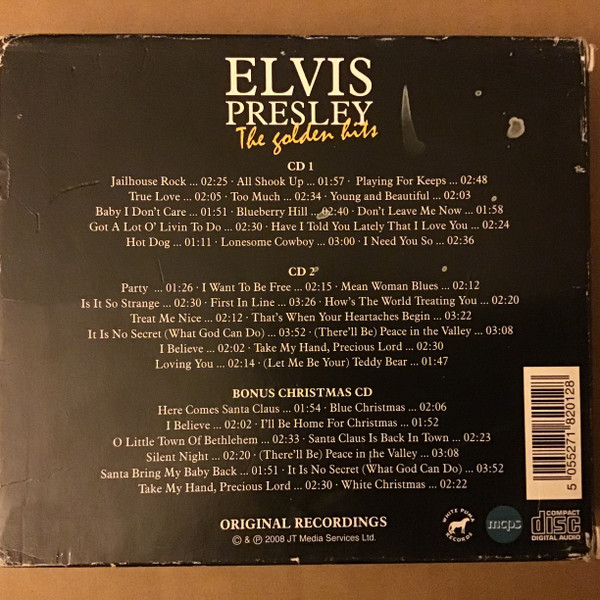 ELVIS
PRESLEY
The golden hits
CD 1
Jailhouse Rock ... 02:25 · All Shook Up ... 01:57 · Playing For Keeps ... 02:48
True Love ... 02:05 · Too Much ... 02:34 · Young and Beautiful ... 02:03
Baby I Don't Care ... 01:51 · Blueberry Hill ... 02:40 · Don't Leave Me Now ... 01:58
Got A Lot O' Livin To Do ... 02:30 · Have I Told You Lately That I Love You ... 02:24
Hot Dog ... 01:11 · Lonesome Cowboy ... 03:00 · I Need You So ... 02:36
CD 2
Party ... 01:26 · I Want To Be Free ... 02:15 · Mean Woman Blues ... 02:12
Is It So Strange ... 02:30 · First In Line ... 03:26 · How's The World Treating You ... 02:20
Treat Me Nice ... 02:12 · That's When Your Heartaches Begin ... 03:22
It Is No Secret (What God Can Do) ... 03:52 · (There'll Be) Peace in the Valley ... 03:08
I Believe ... 02:02 · Take My Hand, Precious Lord ... 02:30
Loving You ... 02:14 · (Let Me Be Your) Teddy Bear ... 01:47
BONUS CHRISTMAS CD
Here Comes Santa Claus ... 01:54 · Blue Christmas ... 02:06
I Believe ... 02:02 · I'll Be Home For Christmas ... 01:52
O Little Town Of Bethlehem ... 02:33 · Santa Claus Is Back In Town ... 02:23
Silent Night ... 02:20 · (There'll Be) Peace in the Valley ... 03:08
Santa Bring My Baby Back ... 01:51 · It Is No Secret (What God Can Do) ... 03:52
Take My Hand, Precious Lord ... 02:30 · White Christmas ... 02:22
5 055271 820128
ORIGINAL RECORDINGS
© & ℗ 2008 JT Media Services Ltd.
WHITE PUMA RECORDS
mcps
COMPACT
disc
DIGITAL AUDIO